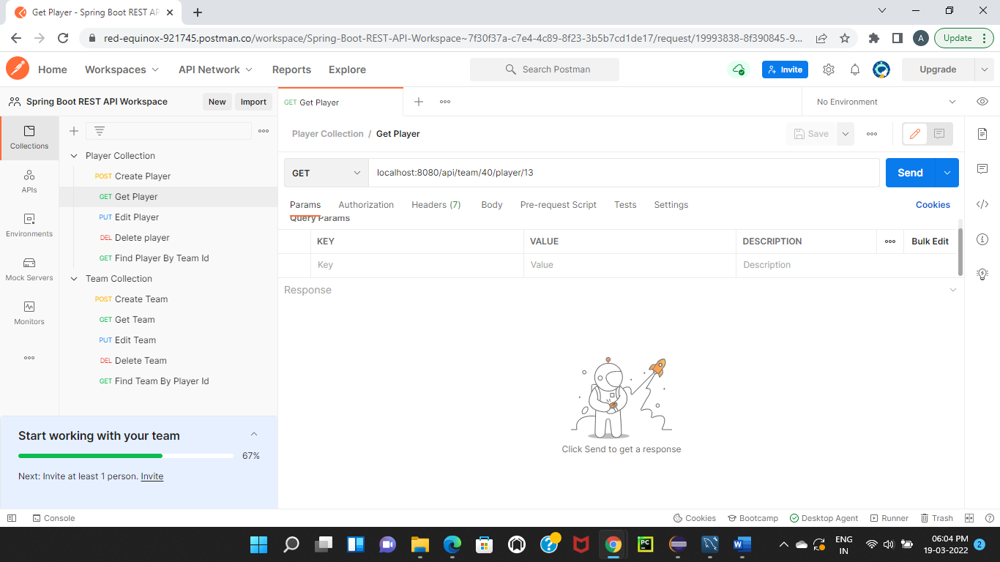 Get Player - Spring Boot REST AP
red-equinox-921745.postman.co/workspace/Spring-Boot-REST-API-Workspace~7f30f37a-c7e4-4c89-8f23-3b5b7cd1de17/request/19993838-8f390845-9...
A
Update
Home
Workspaces
API Network
Reports
Explore
Search Postman
Invite
Upgrade
Spring Boot REST API Workspace
New
Import
GET Get Player
No Environment
Collections
APIs
Environments
Mock Servers
Monitors
Player Collection
POST Create Player
GET Get Player
PUT Edit Player
DEL Delete player
GET Find Player By Team Id
Team Collection
POST Create Team
GET Get Team
PUT Edit Team
DEL Delete Team
GET Find Team By Player Id
Start working with your team
67%
Next: Invite at least 1 person. Invite
Player Collection / Get Player
Save
GET
localhost:8080/api/team/40/player/13
Send
Params
Authorization
Headers (7)
Body
Pre-request Script
Tests
Settings
Cookies
Query Params
KEY
VALUE
DESCRIPTION
Bulk Edit
Key
Value
Description
Response
Click Send to get a response
Console
Cookies
Bootcamp
Desktop Agent
Runner
Trash
PC
W
ENG
IN
06:04 PM
19-03-2022
2